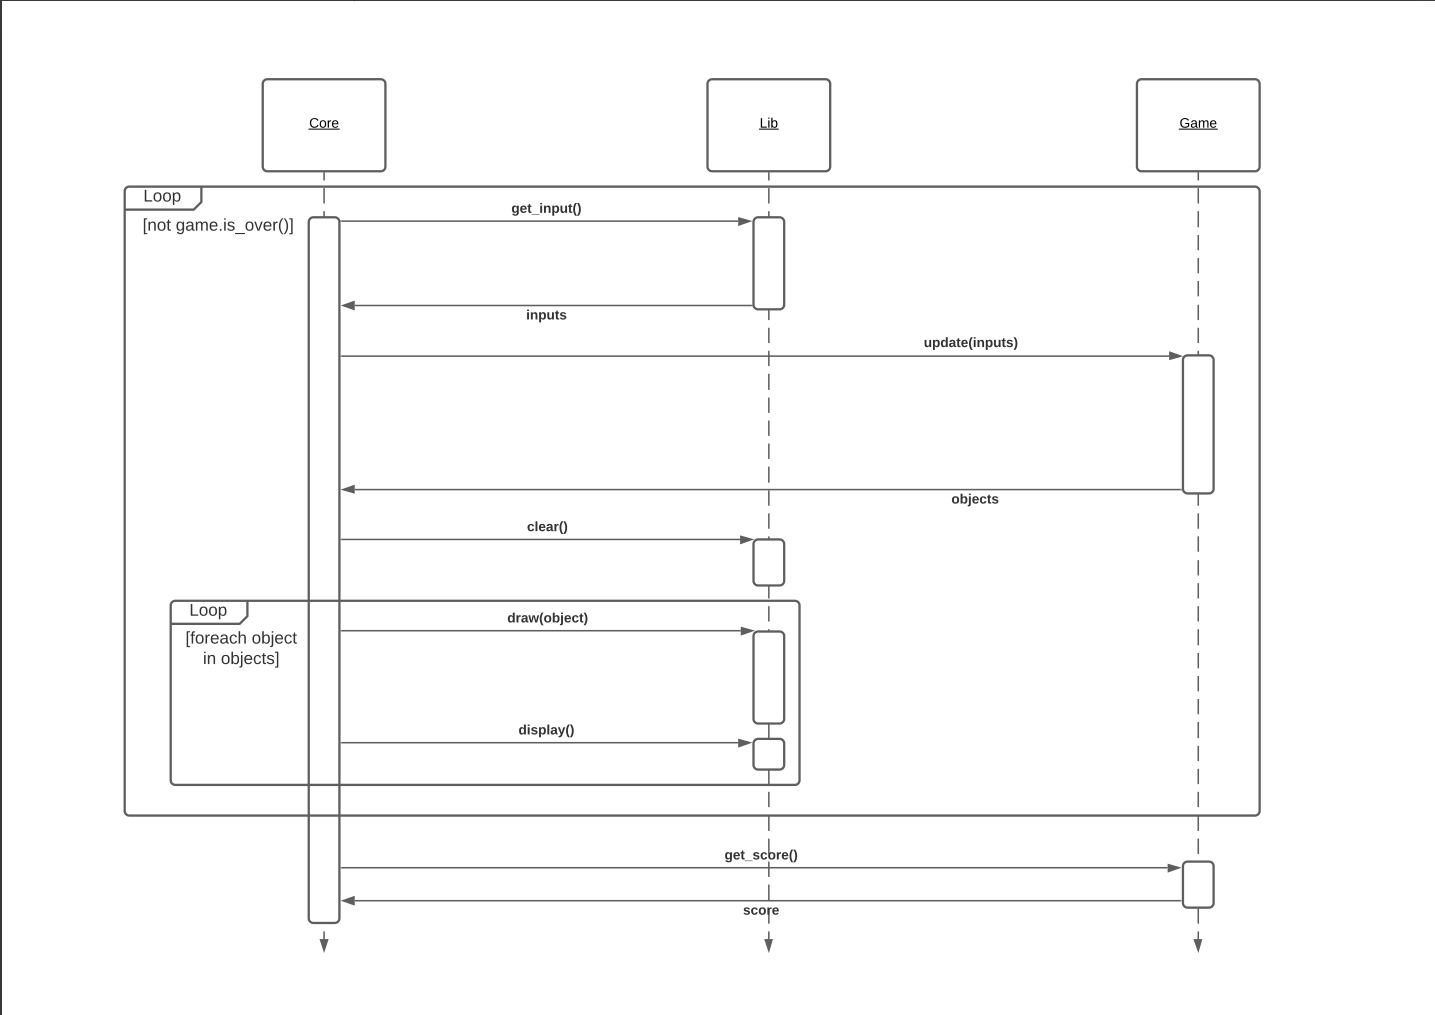 Core
Lib
Game
Loop
[not game.is_over()]
get_input()
inputs
update(inputs)
objects
clear()
Loop
[foreach object
in objects]
draw(object)
display()
get_score()
score